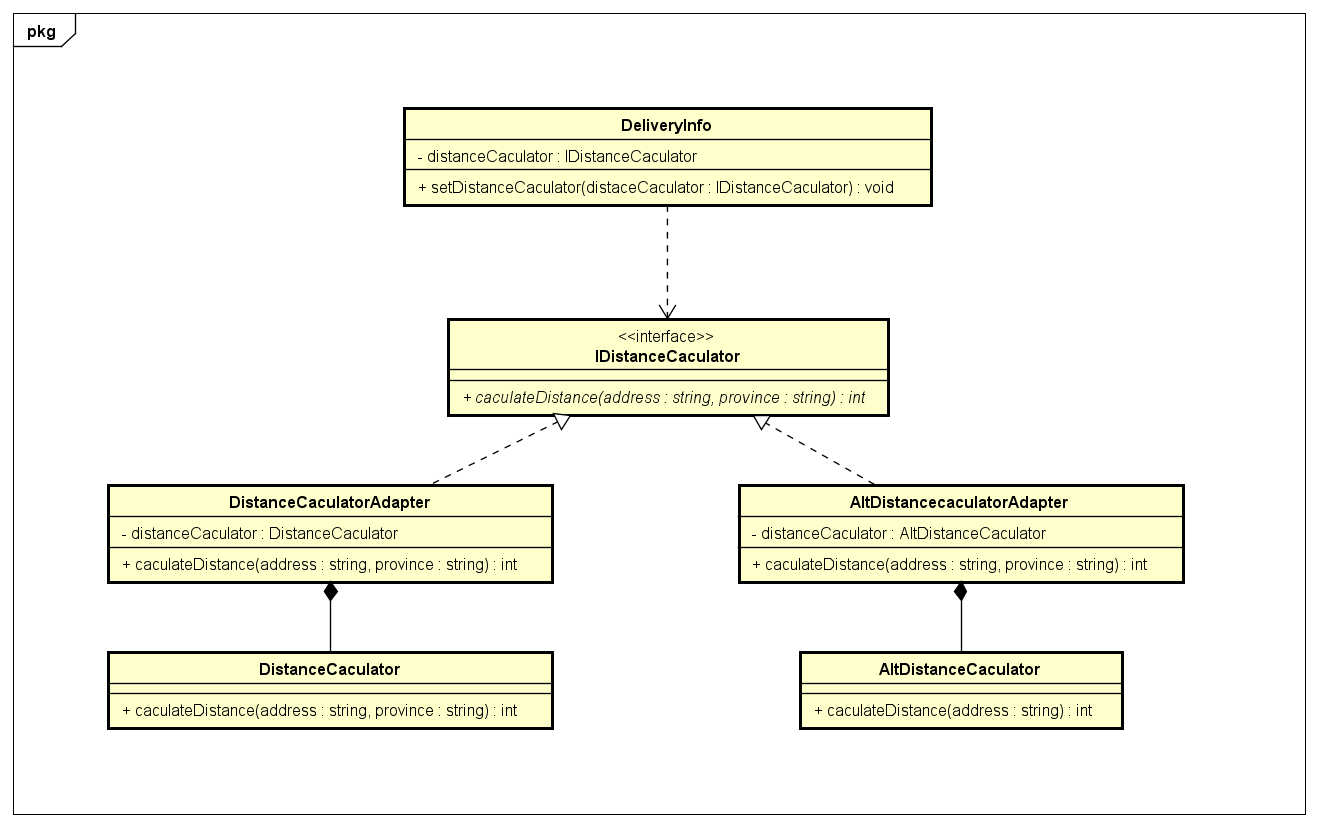 pkg
DeliveryInfo
- distanceCaculator : IDistanceCaculator
+ setDistanceCaculator(distaceCaculator : IDistanceCaculator) : void
<<interface>>
IDistanceCaculator
+ caculateDistance(address : string, province : string) : int
DistanceCaculatorAdapter
- distanceCaculator : DistanceCaculator
+ caculateDistance(address : string, province : string) : int
AltDistancecaculatorAdapter
- distanceCaculator : AltDistanceCaculator
+ caculateDistance(address : string, province : string) : int
DistanceCaculator
+ caculateDistance(address : string, province : string) : int
AltDistanceCaculator
+ caculateDistance(address : string) : int